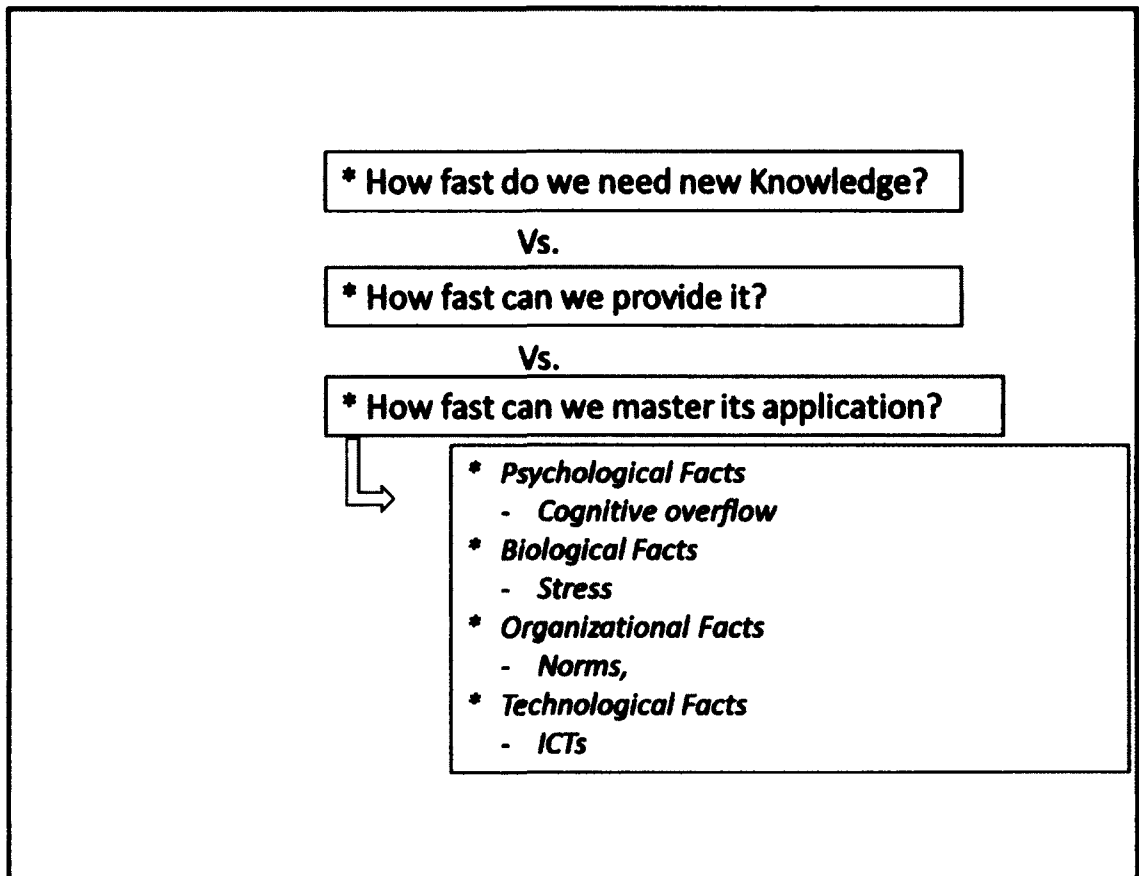 * How fast do we need new Knowledge?
Vs.
* How fast can we provide it?
Vs.
* How fast can we master its application?
* Psychological Facts
- Cognitive overflow
* Biological Facts
- Stress
* Organizational Facts
- Norms,
* Technological Facts
- ICTs